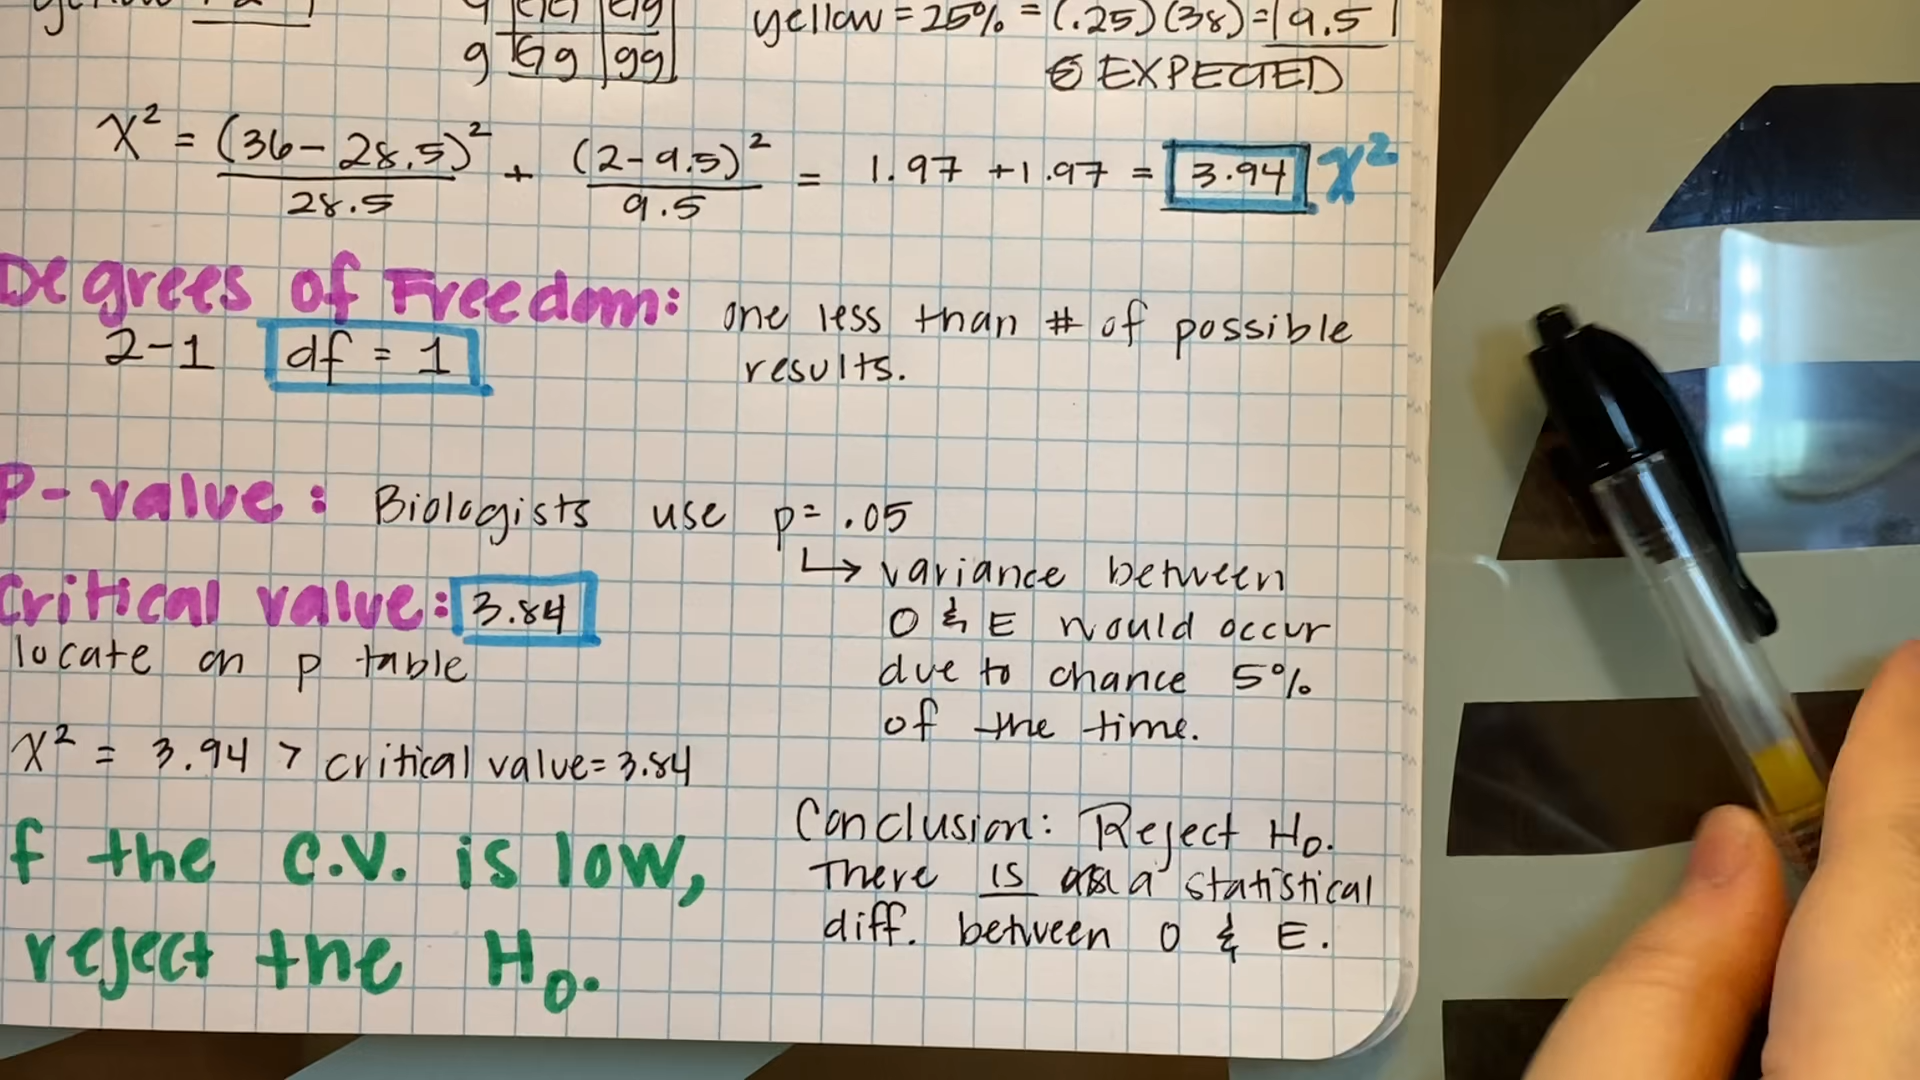 yellow = 25% = (.25)(38) = 9.5
g Gg gg
E EXPECTED
χ² = (36 - 28.5)² / 28.5 + (2 - 9.5)² / 9.5 = 1.97 + 1.97 = 3.94 χ²
Degrees of Freedom: one less than # of possible
results.
2-1 df = 1
P-value: Biologists use p= .05
↳ variance between
O & E would occur
due to chance 5%
of the time.
Critical value: 3.84
locate on p table
χ² = 3.94 > critical value= 3.84
f the C.V. is low,
reject the H₀.
Conclusion: Reject H₀.
There is a statistical
diff. between O & E.